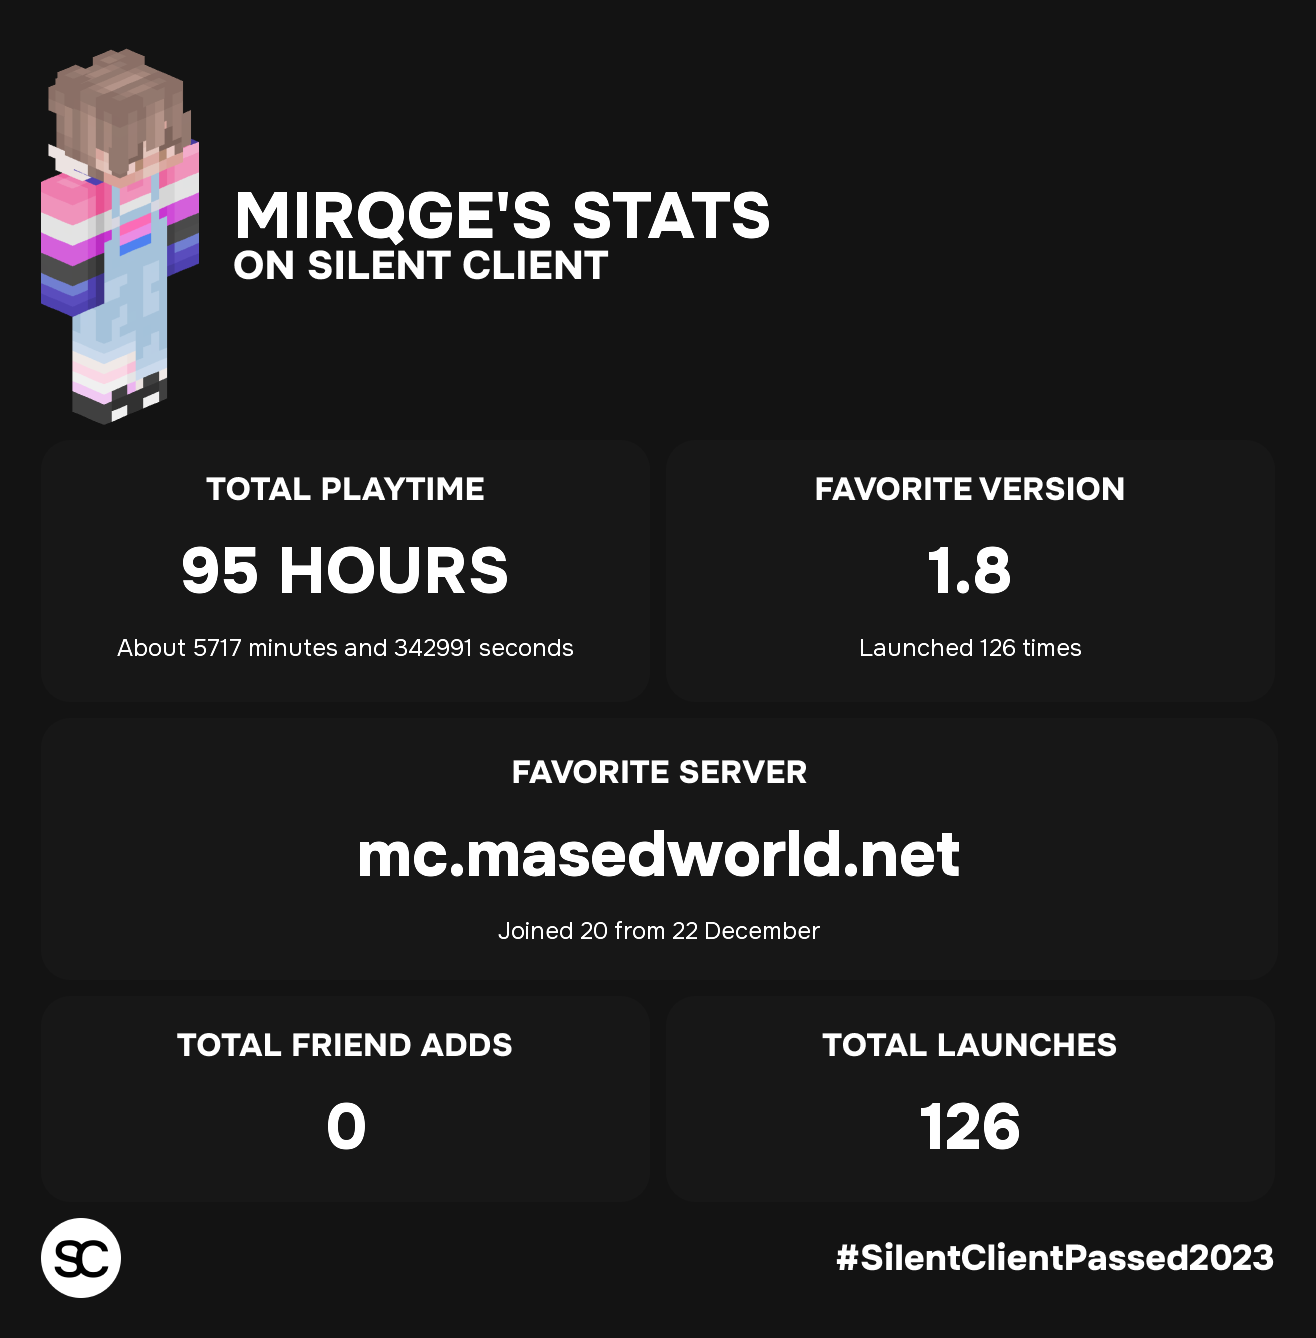 MIRQGE'S STATS
ON SILENT CLIENT
TOTAL PLAYTIME
95 HOURS
About 5717 minutes and 342991 seconds
FAVORITE VERSION
1.8
Launched 126 times
FAVORITE SERVER
mc.masedworld.net
Joined 20 from 22 December
TOTAL FRIEND ADDS
0
TOTAL LAUNCHES
126
SC
#SilentClientPassed2023